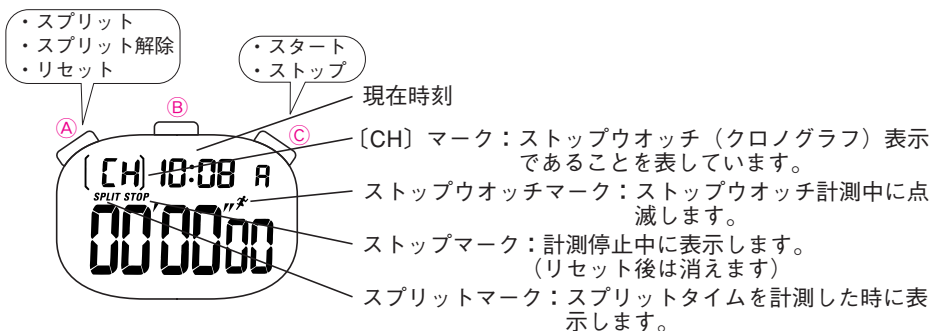 ・スプリット
・スプリット解除
・リセット
・スタート
・ストップ
Ⓐ
Ⓑ
Ⓒ
現在時刻
〔CH〕マーク：ストップウオッチ（クロノグラフ）表示
であることを表しています。
ストップウオッチマーク：ストップウオッチ計測中に点
滅します。
ストップマーク：計測停止中に表示します。
（リセット後は消えます）
スプリットマーク：スプリットタイムを計測した時に表
示します。
[CH] 10:08 A
SPLIT STOP
00'00"00